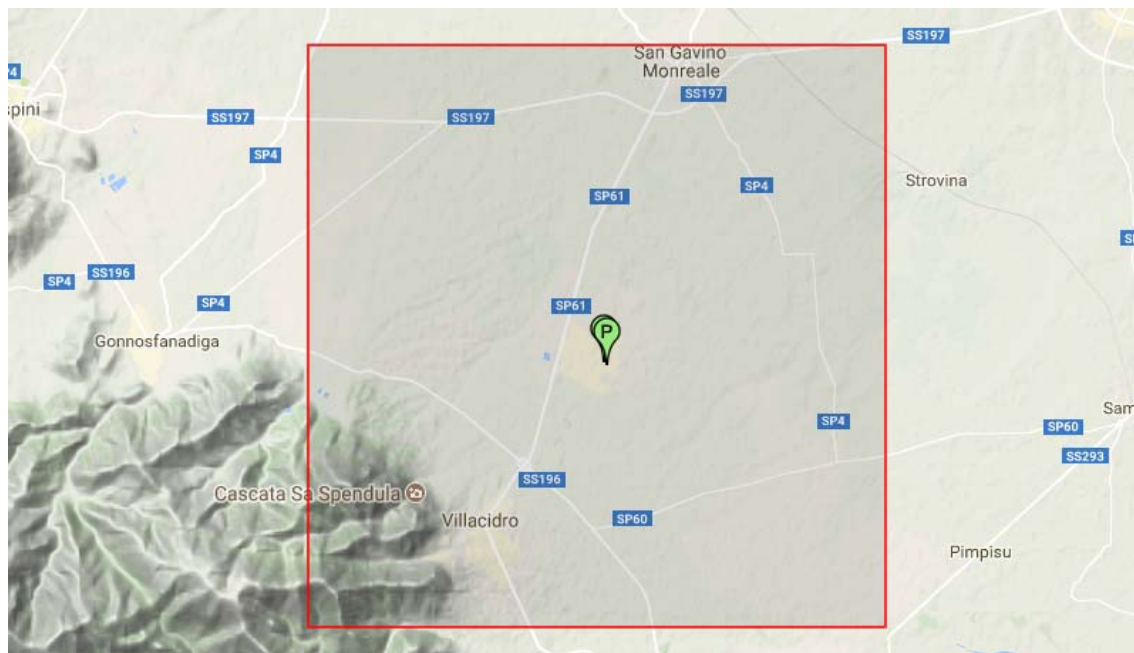 SS197
San Gavino
Monreale
P4
SS197
spini
SS197
SS197
SP4
Strovina
SP61
SP4
SS196
SP4
SP4
SP61
Gonnosfanadiga
P
Sam
SP4
SP60
SS293
SS196
Cascata Sa Spendula
Villacidro
SP60
Pimpisu